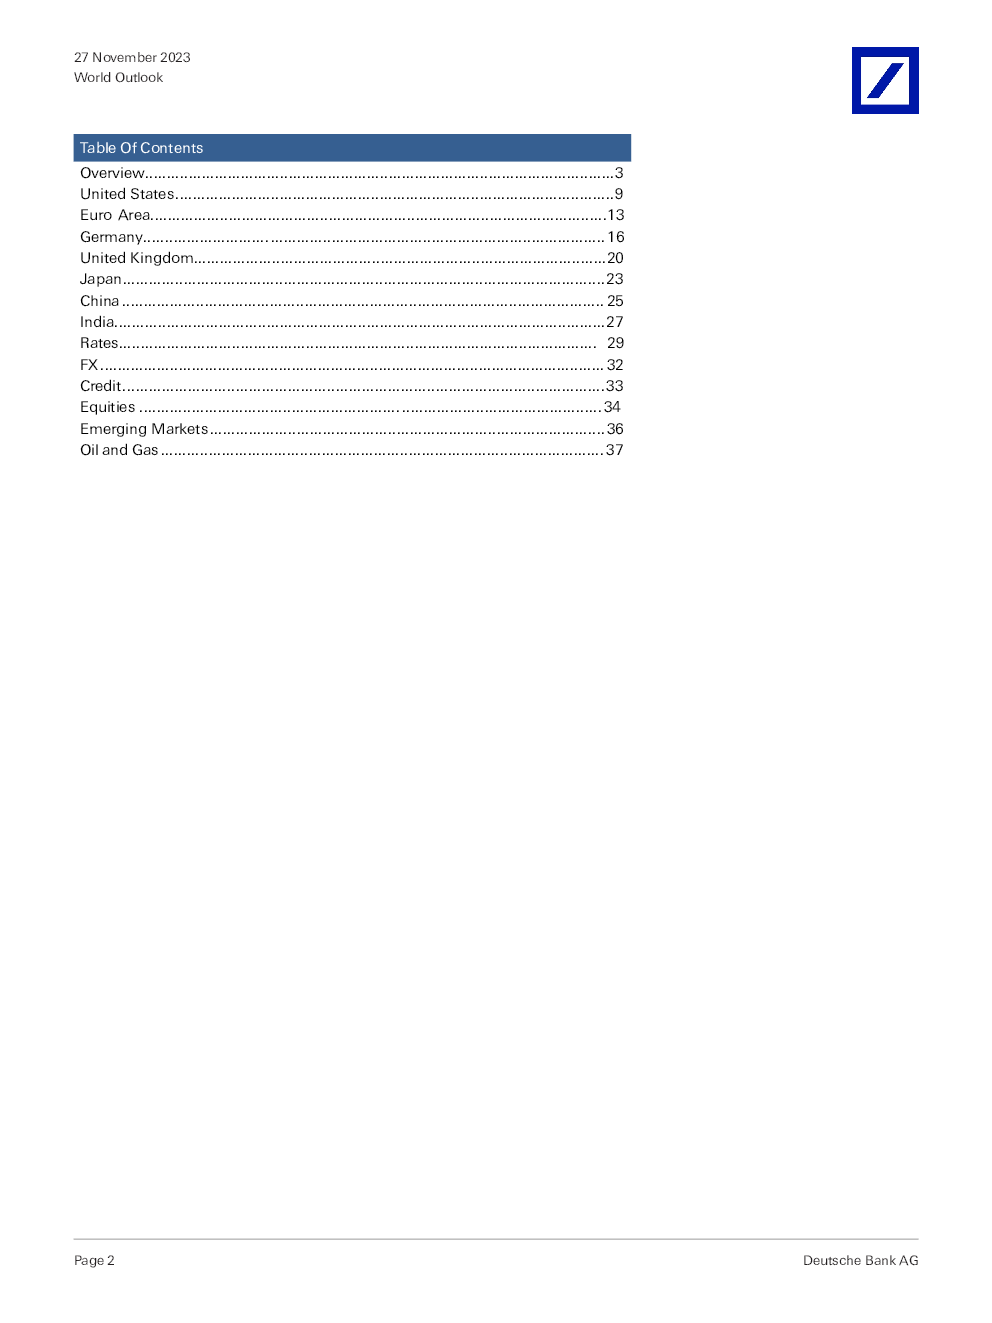 27 November 2023
World Outlook
Table Of Contents
Overview............................................................................................................3
United States.....................................................................................................9
Euro Area.........................................................................................................13
Germany.......................................................................................................... 16
United Kingdom...............................................................................................20
Japan...............................................................................................................23
China ............................................................................................................... 25
India.................................................................................................................27
Rates.............................................................................................................. 29
FX .................................................................................................................... 32
Credit...............................................................................................................33
Equities ...........................................................................................................34
Emerging Markets...........................................................................................36
Oil and Gas ......................................................................................................37
Page 2
Deutsche Bank AG